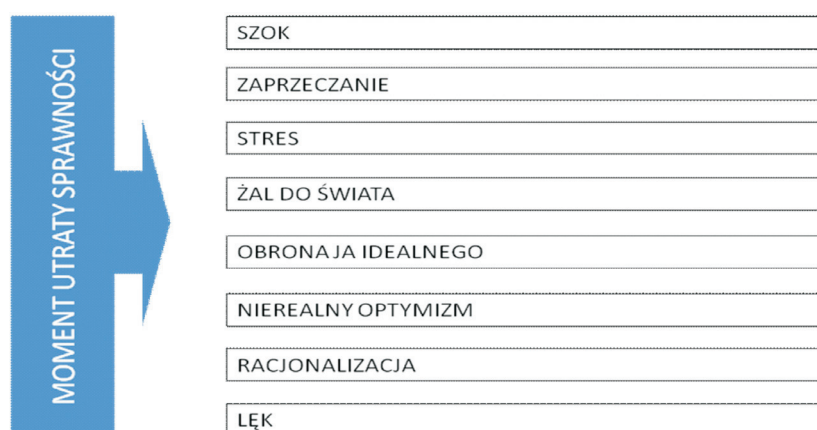 MOMENT UTRATY SPRAWNOŚCI
SZOK
ZAPRZECZANIE
STRES
ŻAL DO ŚWIATA
OBRONA JA IDEALNEGO
NIEREALNY OPTYMIZM
RACJONALIZACJA
LĘK